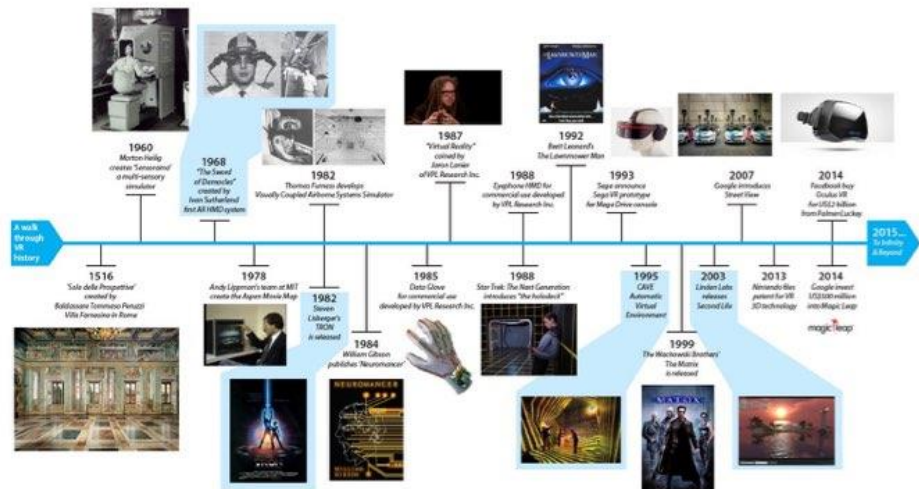 A walk
through
VR
history
1960
Morton Heilig
creates 'Sensorama'
a multi-sensory
simulator
1968
"The Sword
of Damocles"
created by
Ivan Sutherland
first AR HMD system
1982
Thomas Furness develops
Visually Coupled Airborne Systems Simulator
1987
"Virtual Reality"
coined by
Jaron Lanier
of VPL Research Inc.
1988
Eyephone HMD for
commercial use developed
by VPL Research Inc.
1992
Brett Leonard's
The Lawnmower Man
1993
Sega announce
Sega VR prototype
for Mega Drive console
2007
Google introduces
Street View
2014
Facebook buy
Oculus VR
for US$2 billion
from Palmer Luckey
2015...
To Infinity
& Beyond
1516
'Sala delle Prospettive'
created by
Baldassare Tommaso Peruzzi
Villa Farnesina in Rome
1978
Andy Lippman's team at MIT
create the Aspen Movie Map
1982
Steven
Lisberger's
TRON
is released
1984
William Gibson
publishes 'Neuromancer'
1985
Data Glove
for commercial use
developed by VPL Research Inc.
1988
Star Trek: The Next Generation
introduces "the holodeck"
1995
CAVE
Automatic
Virtual
Environment
1999
The Wachowski Brothers'
The Matrix
is released
2003
Linden Labs
releases
Second Life
2013
Nintendo files
patent for VR
3D technology
2014
Google invest
US$500 million
into Magic Leap
magic leap
LAWNMOWER MAN
TRON
NEUROMANCER
WILLIAM
GIBSON
MATRIX